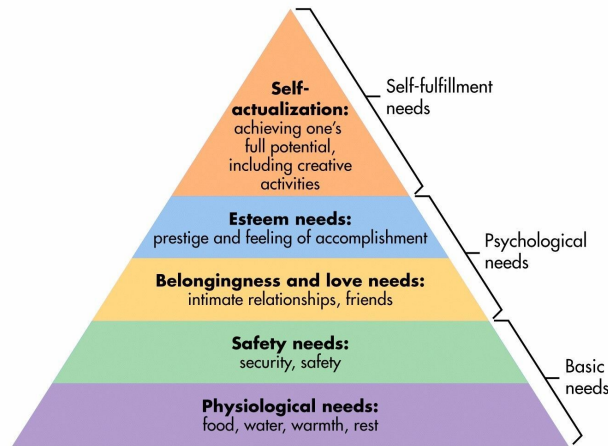 Self-
actualization:
achieving one's
full potential,
including creative
activities
Self-fulfillment
needs
Esteem needs:
prestige and feeling of accomplishment
Psychological
needs
Belongingness and love needs:
intimate relationships, friends
Safety needs:
security, safety
Basic
needs
Physiological needs:
food, water, warmth, rest